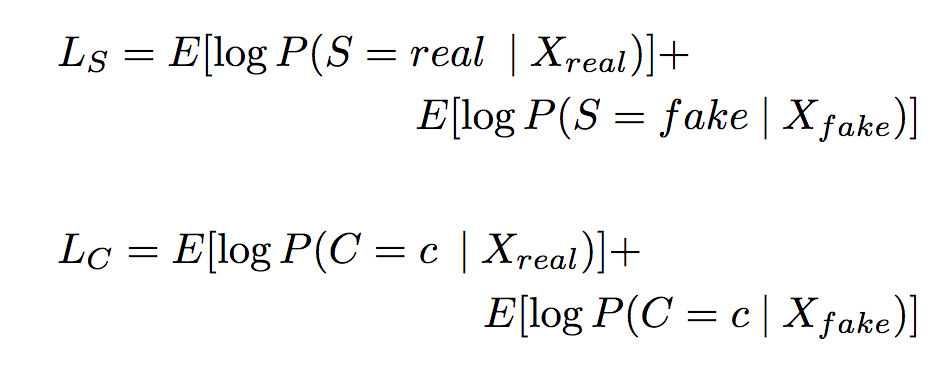 L_S = E[log P(S = real | X_real)]+
E[log P(S = fake | X_fake)]
L_C = E[log P(C = c | X_real)]+
E[log P(C = c | X_fake)]